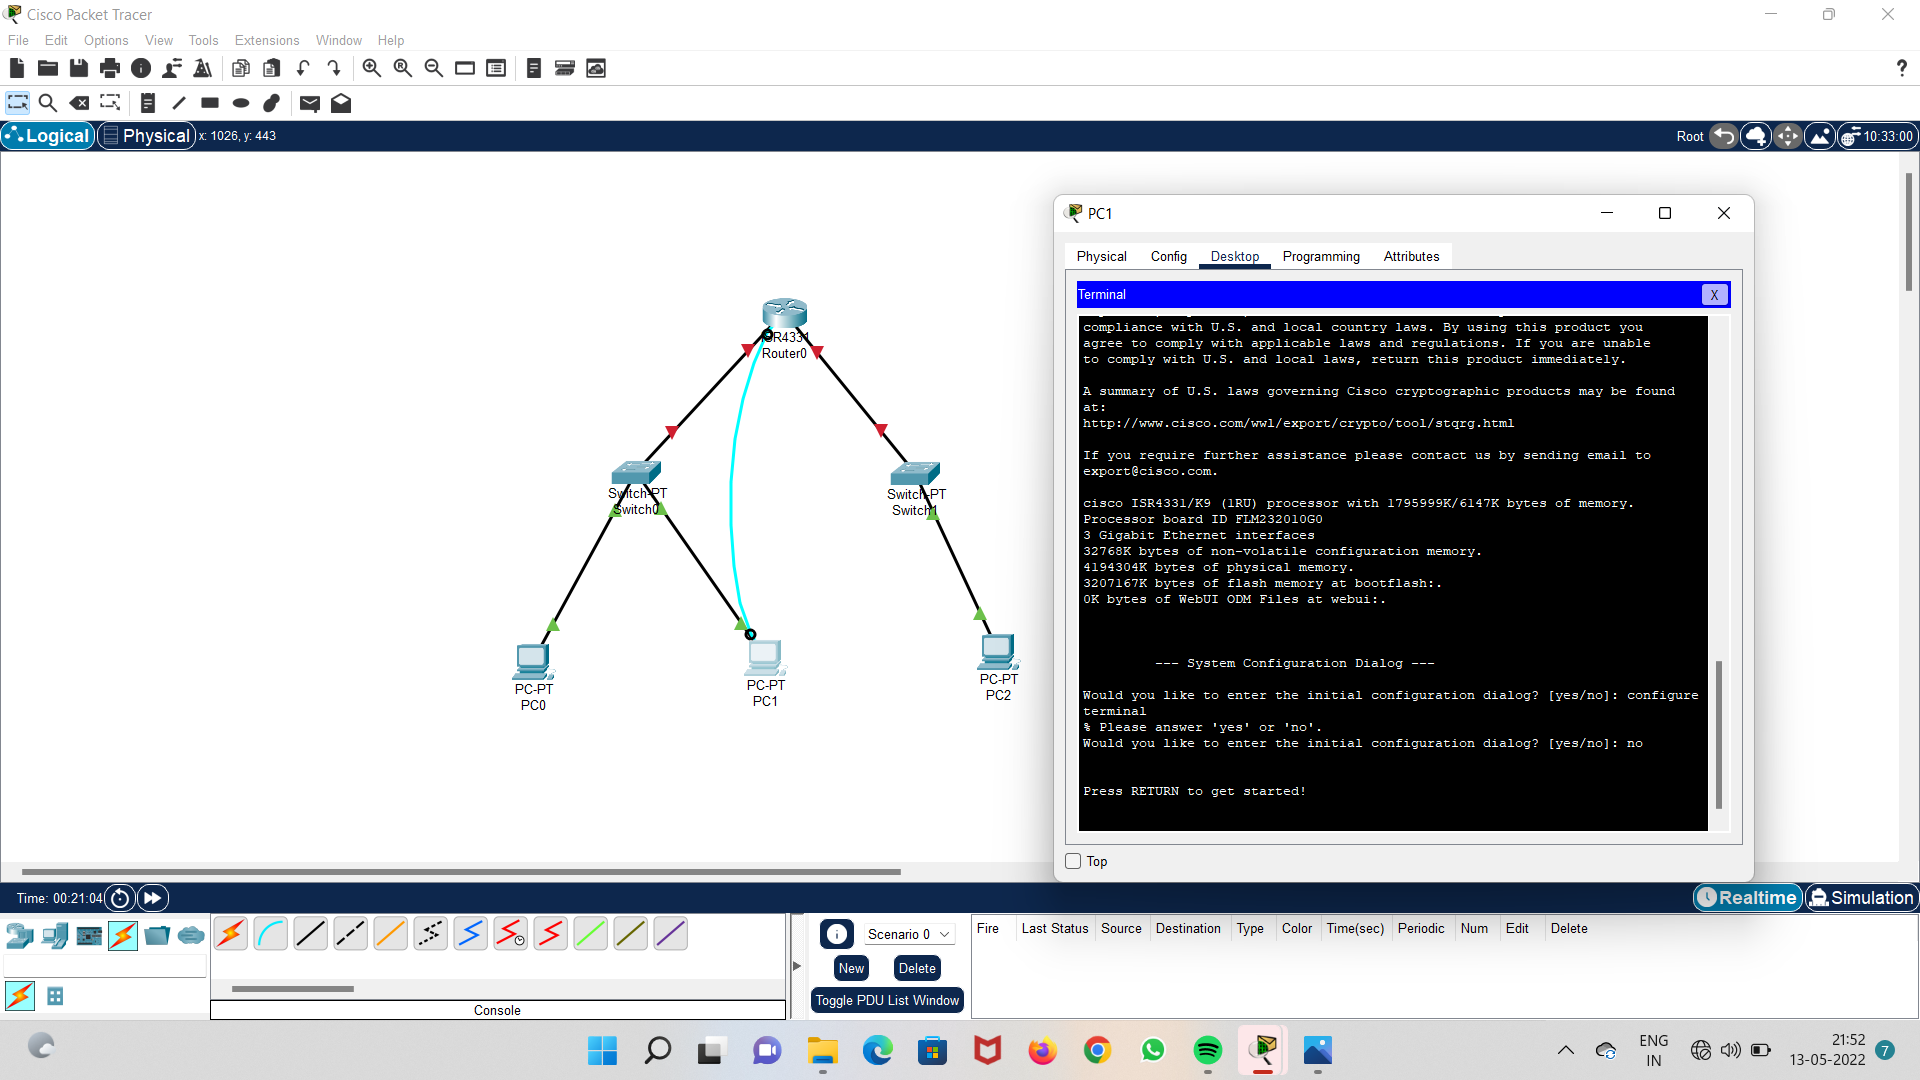 Cisco Packet Tracer
File Edit Options View Tools Extensions Window Help
?
Logical Physical x: 1026, y: 443
Root 10:33:00
ISR4331
Router0
Switch-PT
Switch0
Switch-PT
Switch1
PC-PT
PC0
PC-PT
PC1
PC-PT
PC2
PC1
Physical Config Desktop Programming Attributes
Terminal X
compliance with U.S. and local country laws. By using this product you
agree to comply with applicable laws and regulations. If you are unable
to comply with U.S. and local laws, return this product immediately.
A summary of U.S. laws governing Cisco cryptographic products may be found
at:
http://www.cisco.com/wwl/export/crypto/tool/stqrg.html
If you require further assistance please contact us by sending email to
export@cisco.com.
cisco ISR4331/K9 (1RU) processor with 1795999K/6147K bytes of memory.
Processor board ID FLM232010G0
3 Gigabit Ethernet interfaces
32768K bytes of non-volatile configuration memory.
4194304K bytes of physical memory.
3207167K bytes of flash memory at bootflash:.
0K bytes of WebUI ODM Files at webui:.
--- System Configuration Dialog ---
Would you like to enter the initial configuration dialog? [yes/no]: configure
terminal
% Please answer 'yes' or 'no'.
Would you like to enter the initial configuration dialog? [yes/no]: no
Press RETURN to get started!
Top
Time: 00:21:04
Realtime Simulation
Scenario 0
New Delete
Toggle PDU List Window
Fire Last Status Source Destination Type Color Time(sec) Periodic Num Edit Delete
Console
ENG
IN
21:52
13-05-2022
7